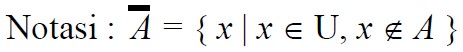 Notasi : A̅ = { x | x ∈ U, x ∉ A }